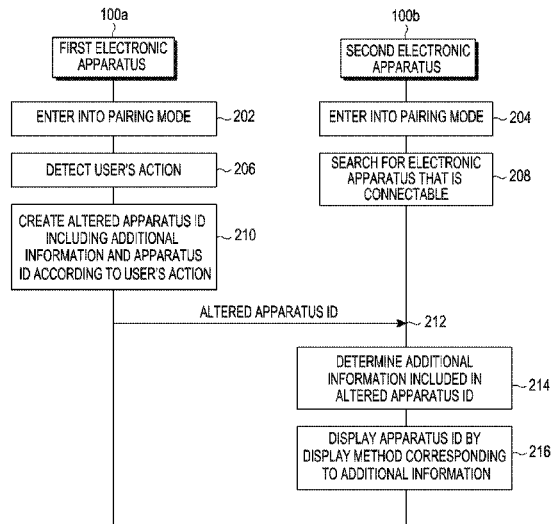 100a
100b
FIRST ELECTRONIC
APPARATUS
SECOND ELECTRONIC
APPARATUS
ENTER INTO PAIRING MODE
202
ENTER INTO PAIRING MODE
204
DETECT USER'S ACTION
206
SEARCH FOR ELECTRONIC
APPARATUS THAT IS
CONNECTABLE
208
CREATE ALTERED APPARATUS ID
INCLUDING ADDITIONAL
INFORMATION AND APPARATUS
ID ACCORDING TO USER'S ACTION
210
ALTERED APPARATUS ID
212
DETERMINE ADDITIONAL
INFORMATION INCLUDED IN
ALTERED APPARATUS ID
214
DISPLAY APPARATUS ID BY
DISPLAY METHOD CORRESPONDING
TO ADDITIONAL INFORMATION
216